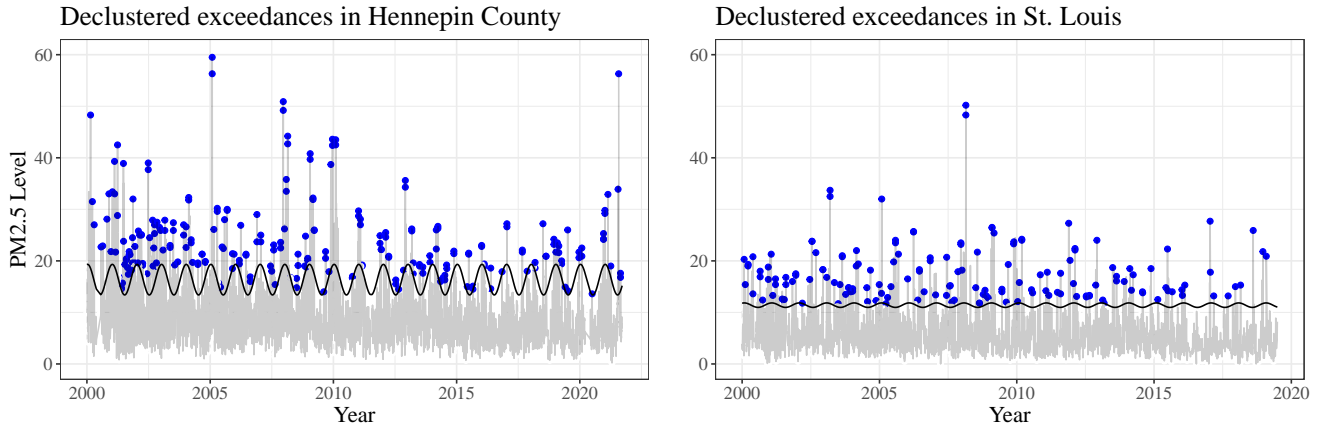 Declustered exceedances in Hennepin County
60
40
20
0
PM2.5 Level
2000 2005 2010 2015 2020
Year
Declustered exceedances in St. Louis
60
40
20
0
2000 2005 2010 2015 2020
Year